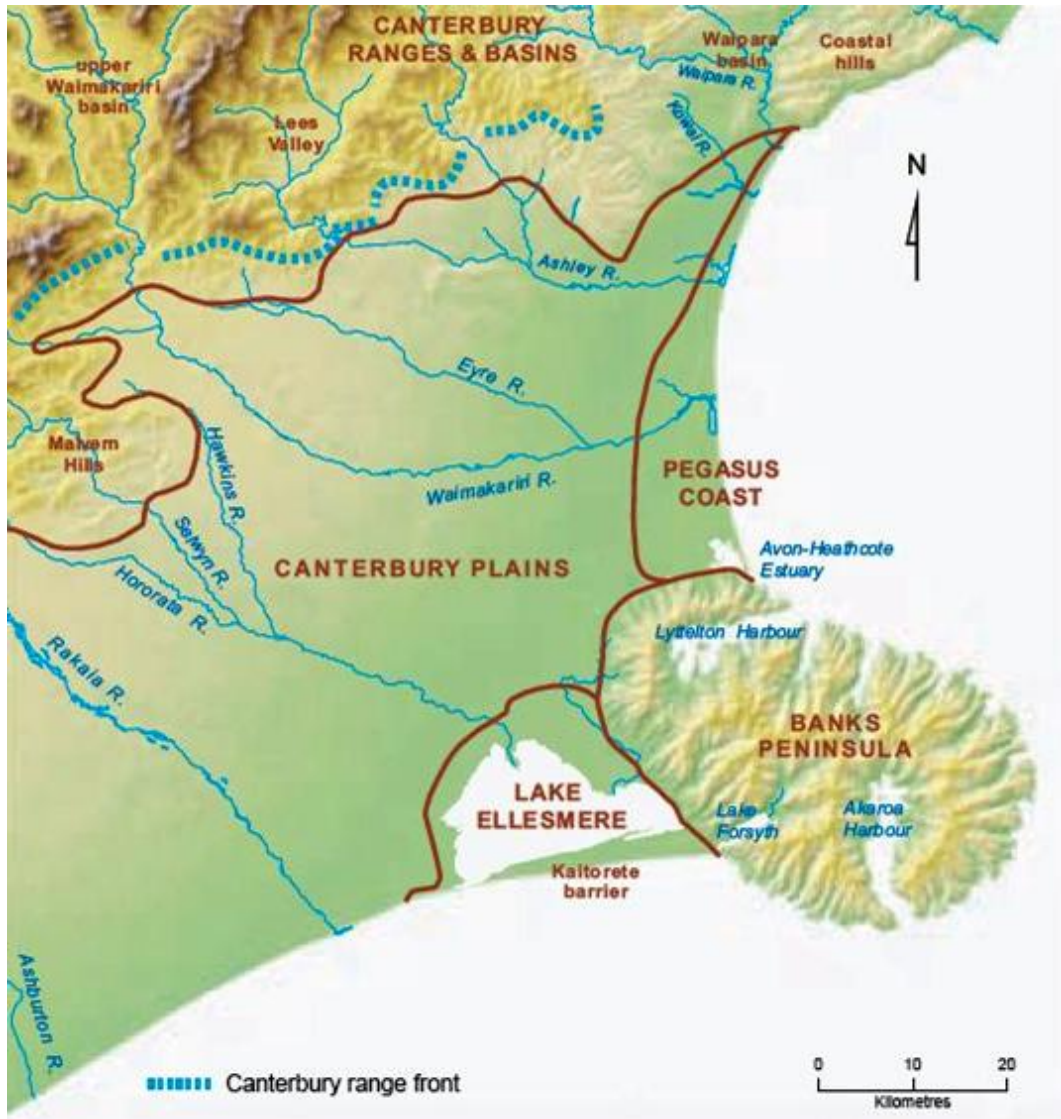 CANTERBURY
RANGES & BASINS
upper
Waimakariri
basin
Lees
Valley
Waipara
basin
Coastal
hills
Waipara R.
Kowai R.
N
Ashley R.
Eyre R.
Malvern
Hills
Hawkins R.
Waimakariri R.
PEGASUS
COAST
Selwyn R.
CANTERBURY PLAINS
Avon-Heathcote
Estuary
Hororata R.
Lyttelton Harbour
Rakaia R.
BANKS
PENINSULA
LAKE
ELLESMERE
Lake
Forsyth
Akaroa
Harbour
Kaitorete
barrier
Ashburton R.
Canterbury range front
0 10 20
Kilometres